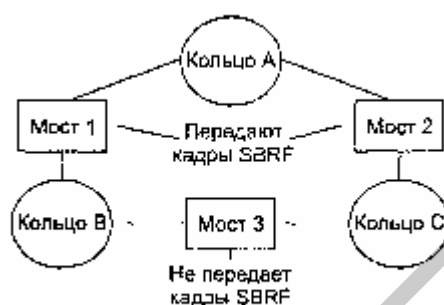 Кольцо A
Мост 1
Передают
кадры SBRF
Мост 2
Кольцо B
Мост 3
Кольцо C
Не передает
кадры SBRF